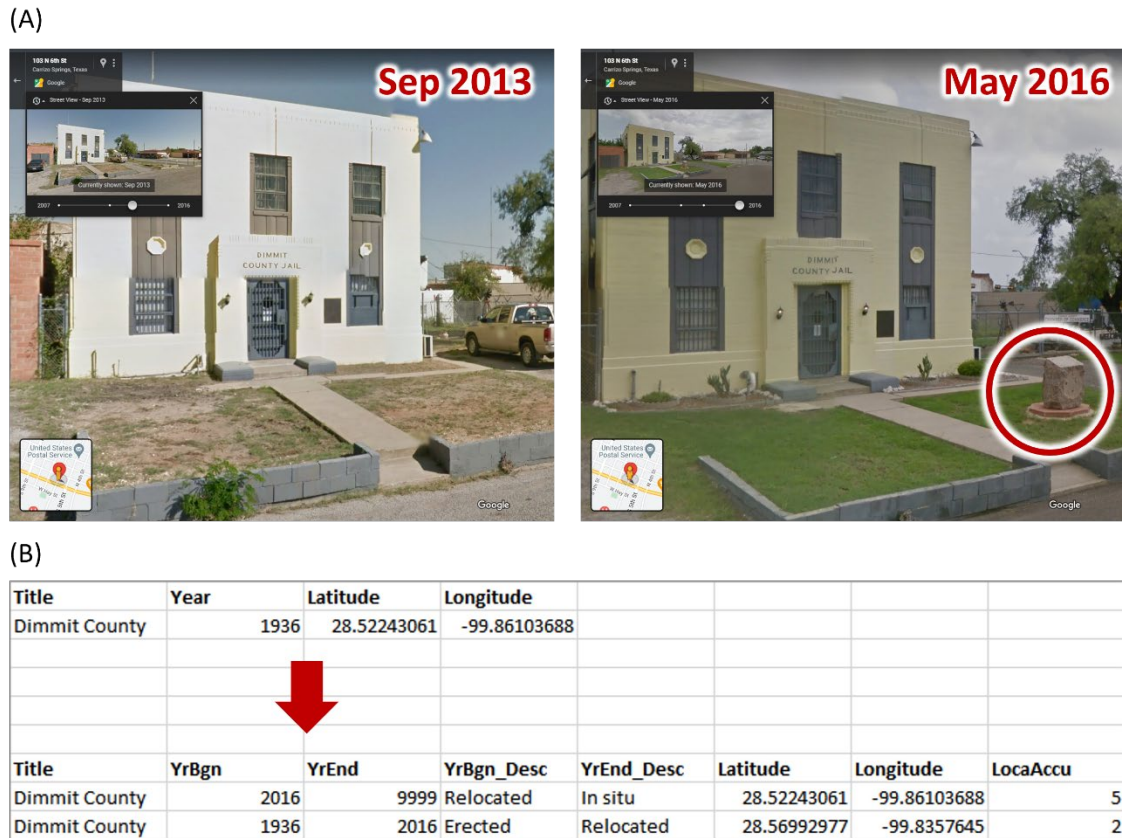 (A)
103 N 6th St
Carrizo Springs, Texas
Google
Street View - Sep 2013
Currently shown: Sep 2013
2007 2016
Sep 2013
DIMMIT
COUNTY JAIL
United States
Postal Service
Google
103 N 6th St
Carrizo Springs, Texas
Google
Street View - May 2016
Currently shown: May 2016
2007 2016
May 2016
DIMMIT
COUNTY JAIL
United States
Postal Service
Google
(B)
Title Year Latitude Longitude
Dimmit County 1936 28.52243061 -99.86103688
Title YrBgn YrEnd YrBgn_Desc YrEnd_Desc Latitude Longitude LocaAccu
Dimmit County 2016 9999 Relocated In situ 28.52243061 -99.86103688 5
Dimmit County 1936 2016 Erected Relocated 28.56992977 -99.8357645 2